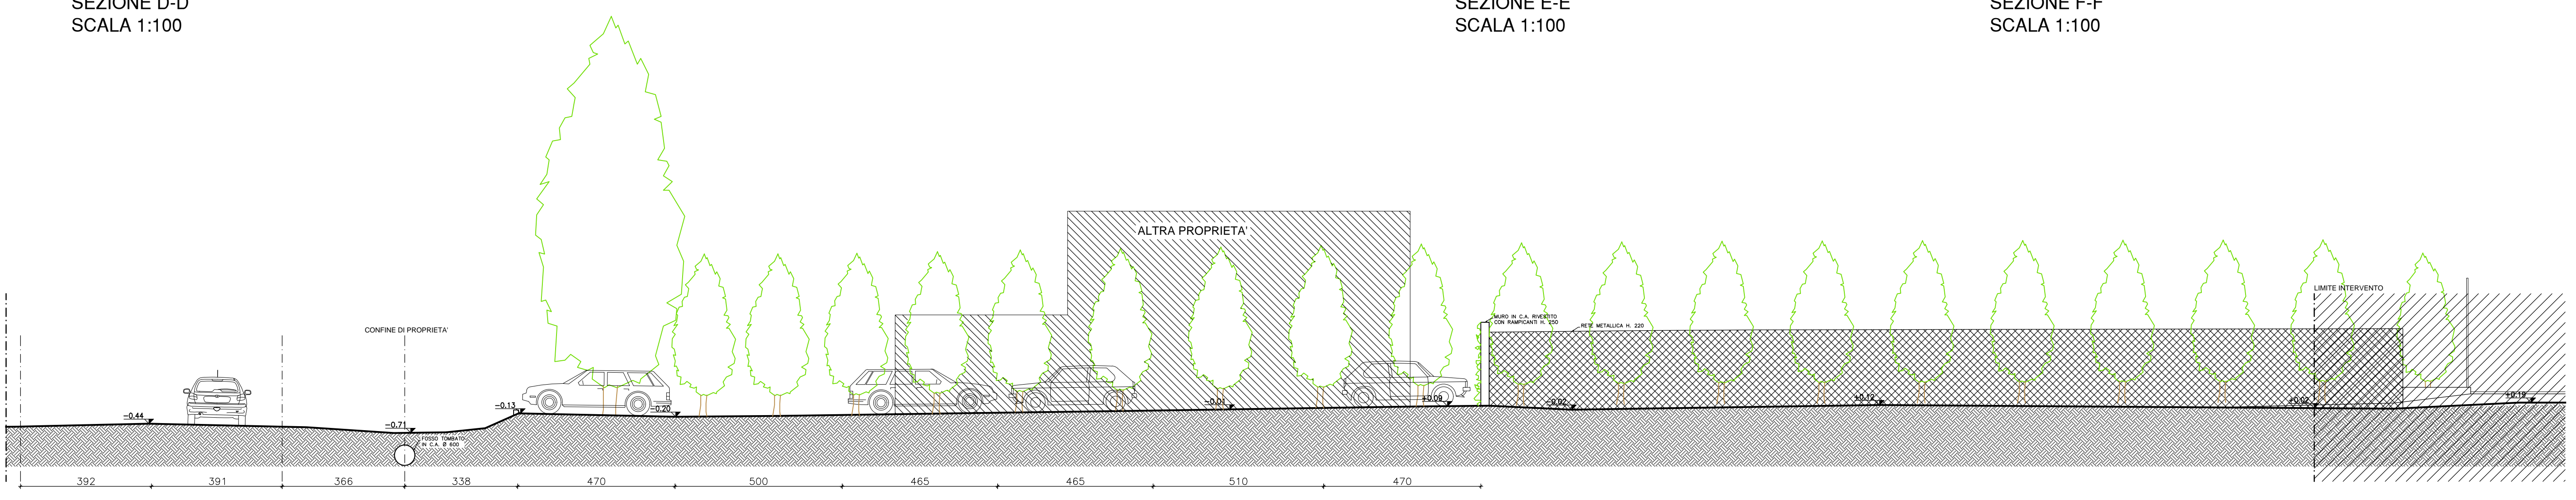 SEZIONE D-D
SCALA 1:100
SEZIONE E-E
SCALA 1:100
SEZIONE F-F
SCALA 1:100
ALTRA PROPRIETA'
LIMITE INTERVENTO
CONFINE DI PROPRIETA'
MURO IN C.A. RIVESTITO
CON RAMPICANTI H. 250
RETE METALLICA H. 220
-0.44
-0.71
-0.13
-0.20
-0.01
+0.09
-0.02
+0.12
+0.02
+0.19
FOSSO TOMBATO
IN C.A. Ø 600
392 391 366 338 470 500 465 465 510 470